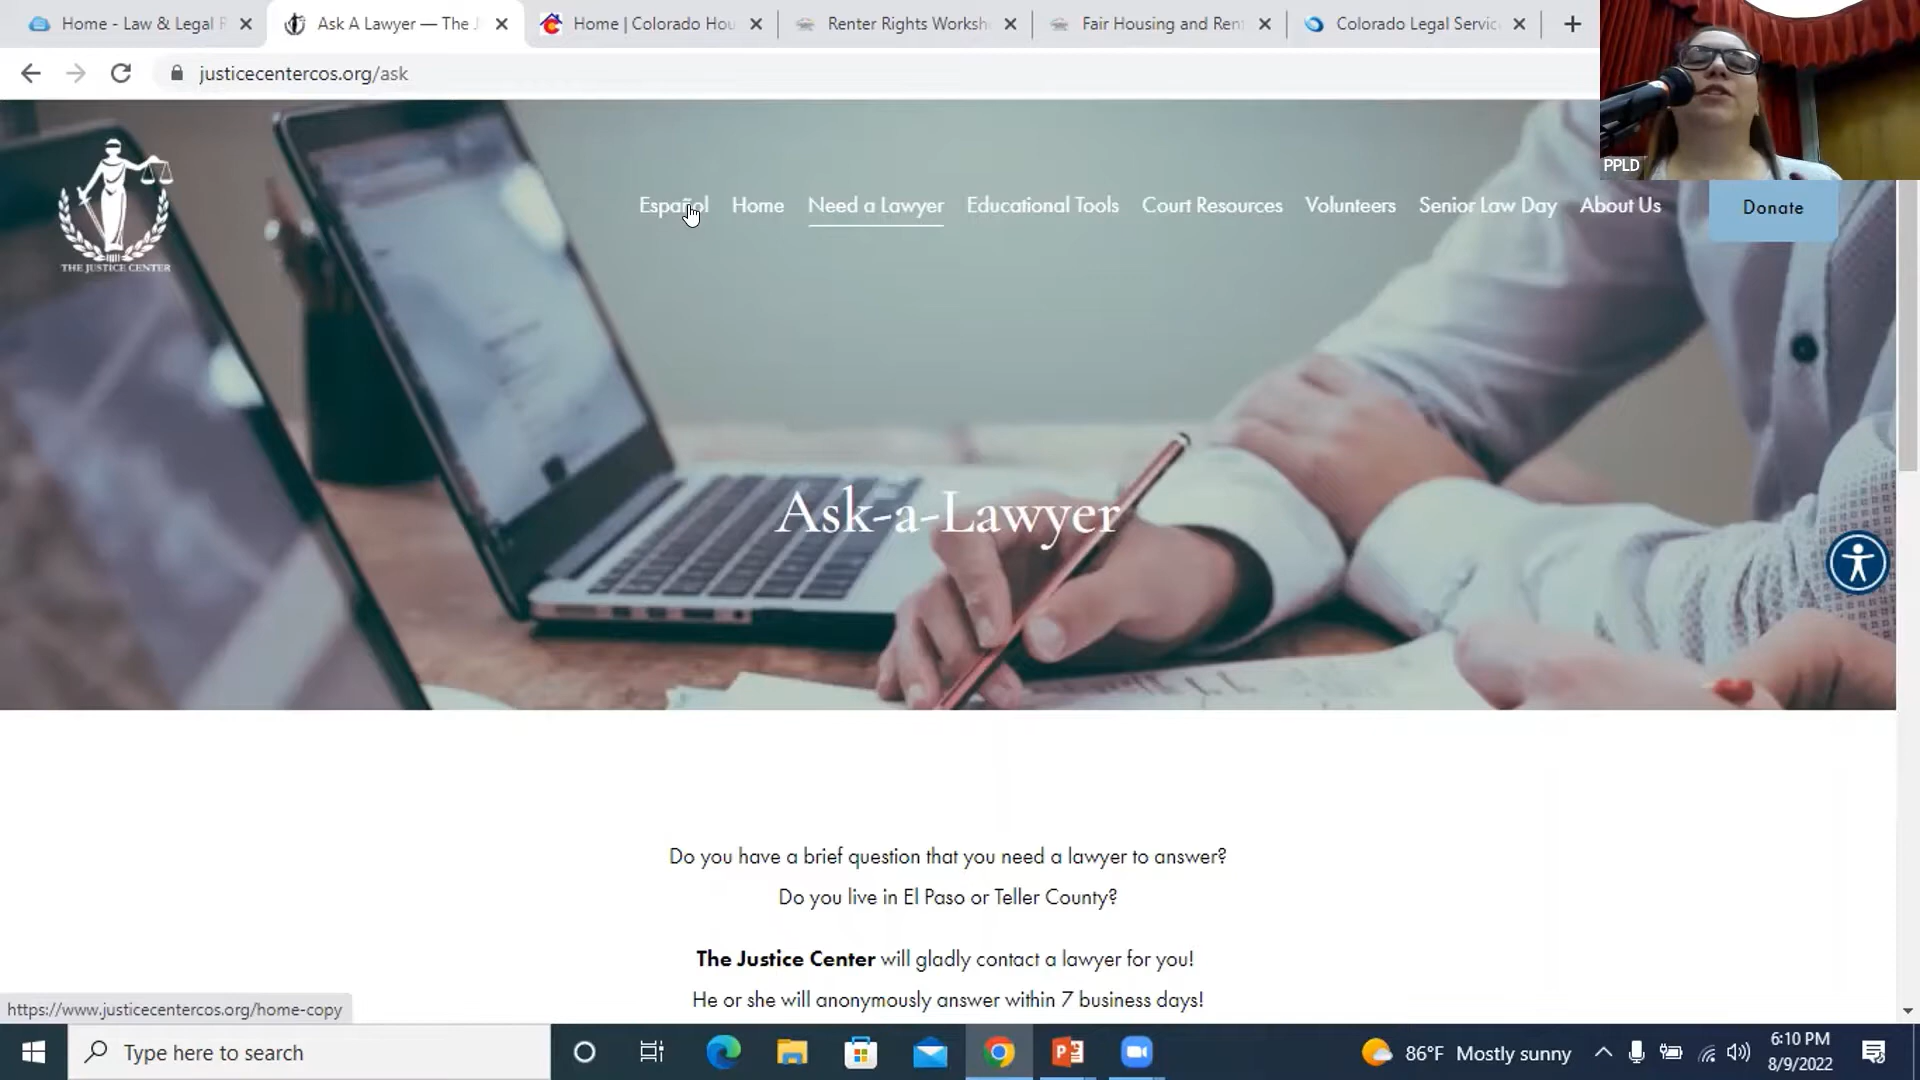 Home - Law & Legal R
Ask A Lawyer — The J
Home | Colorado Hou
Renter Rights Worksh
Fair Housing and Ren
Colorado Legal Servic
justicecentercos.org/ask
PPLD
THE JUSTICE CENTER
Español Home Need a Lawyer Educational Tools Court Resources Volunteers Senior Law Day About Us Donate
Ask-a-Lawyer
Do you have a brief question that you need a lawyer to answer?
Do you live in El Paso or Teller County?
The Justice Center will gladly contact a lawyer for you!
He or she will anonymously answer within 7 business days!
https://www.justicecentercos.org/home-copy
Type here to search
86°F Mostly sunny
6:10 PM
8/9/2022